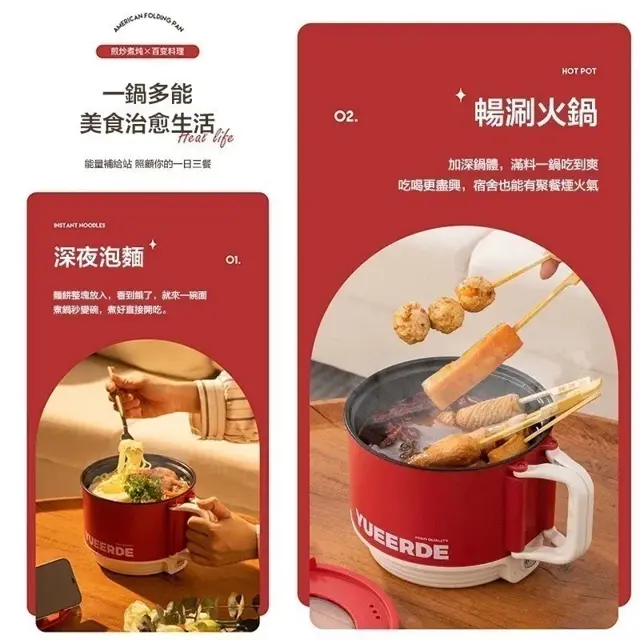 AMERICAN FOLDING PAN
煎炒煮炖×百变料理
一鍋多能
美食治愈生活
Heal life
能量補給站 照顧你的一日三餐
INSTANT NOODLES
深夜泡麵
01.
麵餅整塊放入，看到餓了，就來一碗面
煮鍋秒變碗，煮好直接開吃。
YUEERDE
HOT POT
02.
暢涮火鍋
加深鍋體，滿料一鍋吃到爽
吃喝更盡興，宿舍也能有聚餐煙火氣
HIGH QUALITY
YUEERDE